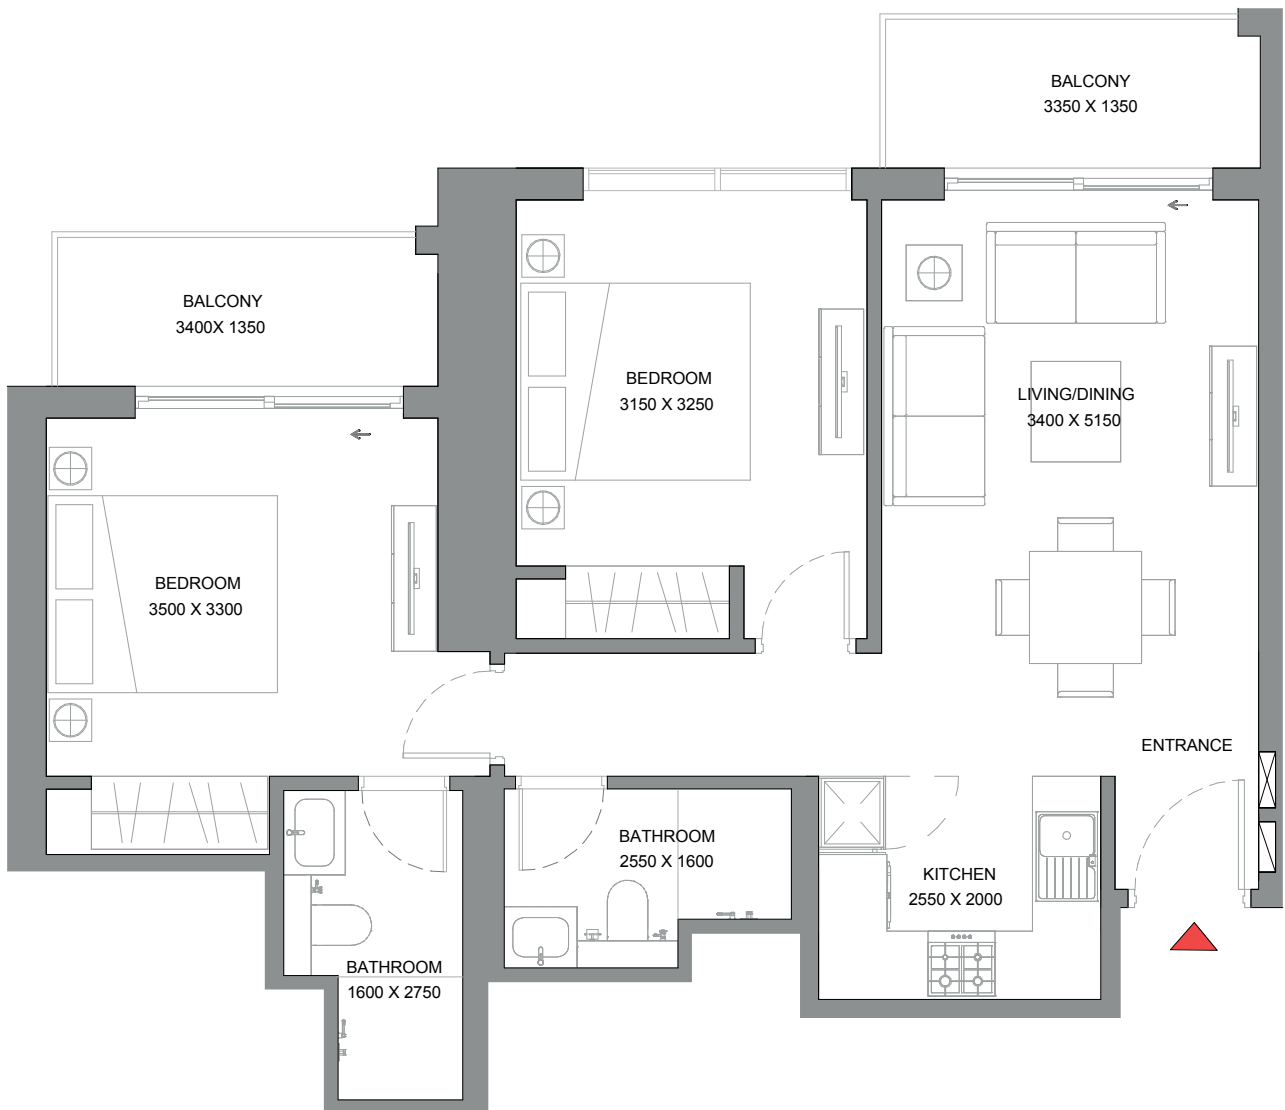 BALCONY
3350 X 1350
BALCONY
3400X 1350
BEDROOM
3150 X 3250
LIVING/DINING
3400 X 5150
BEDROOM
3500 X 3300
ENTRANCE
BATHROOM
2550 X 1600
KITCHEN
2550 X 2000
BATHROOM
1600 X 2750